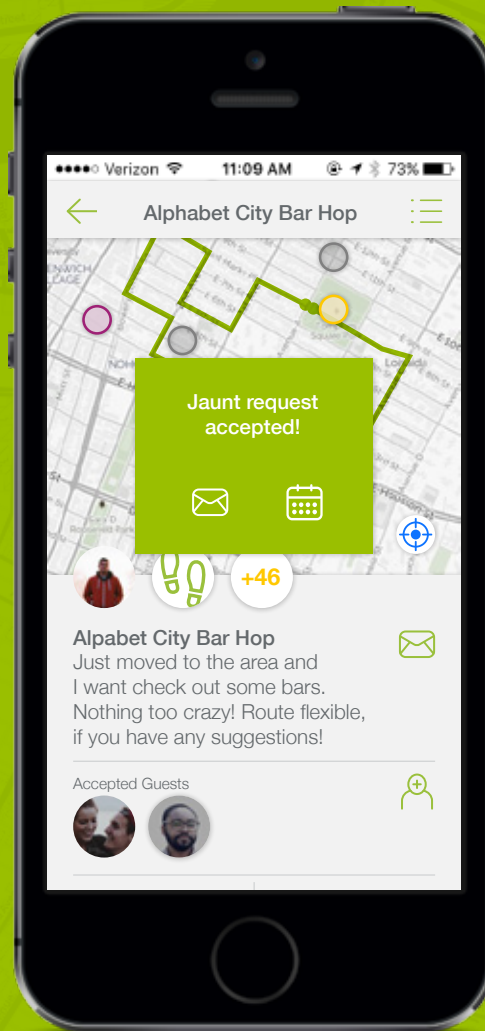 Verizon 11:09 AM 73%
Alphabet City Bar Hop
Jaunt request
accepted!
+46
Alpabet City Bar Hop
Just moved to the area and
I want check out some bars.
Nothing too crazy! Route flexible,
if you have any suggestions!
Accepted Guests